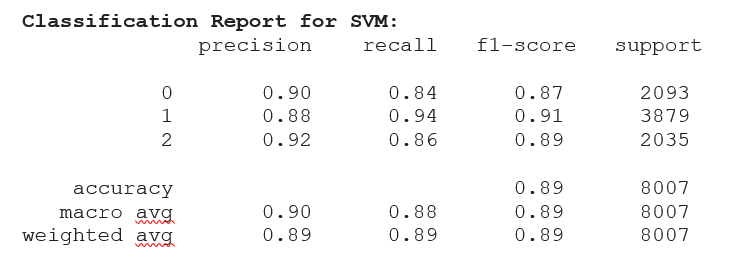 Classification Report for SVM:
precision recall f1-score support
0 0.90 0.84 0.87 2093
1 0.88 0.94 0.91 3879
2 0.92 0.86 0.89 2035
accuracy 0.89 8007
macro avg 0.90 0.88 0.89 8007
weighted avg 0.89 0.89 0.89 8007